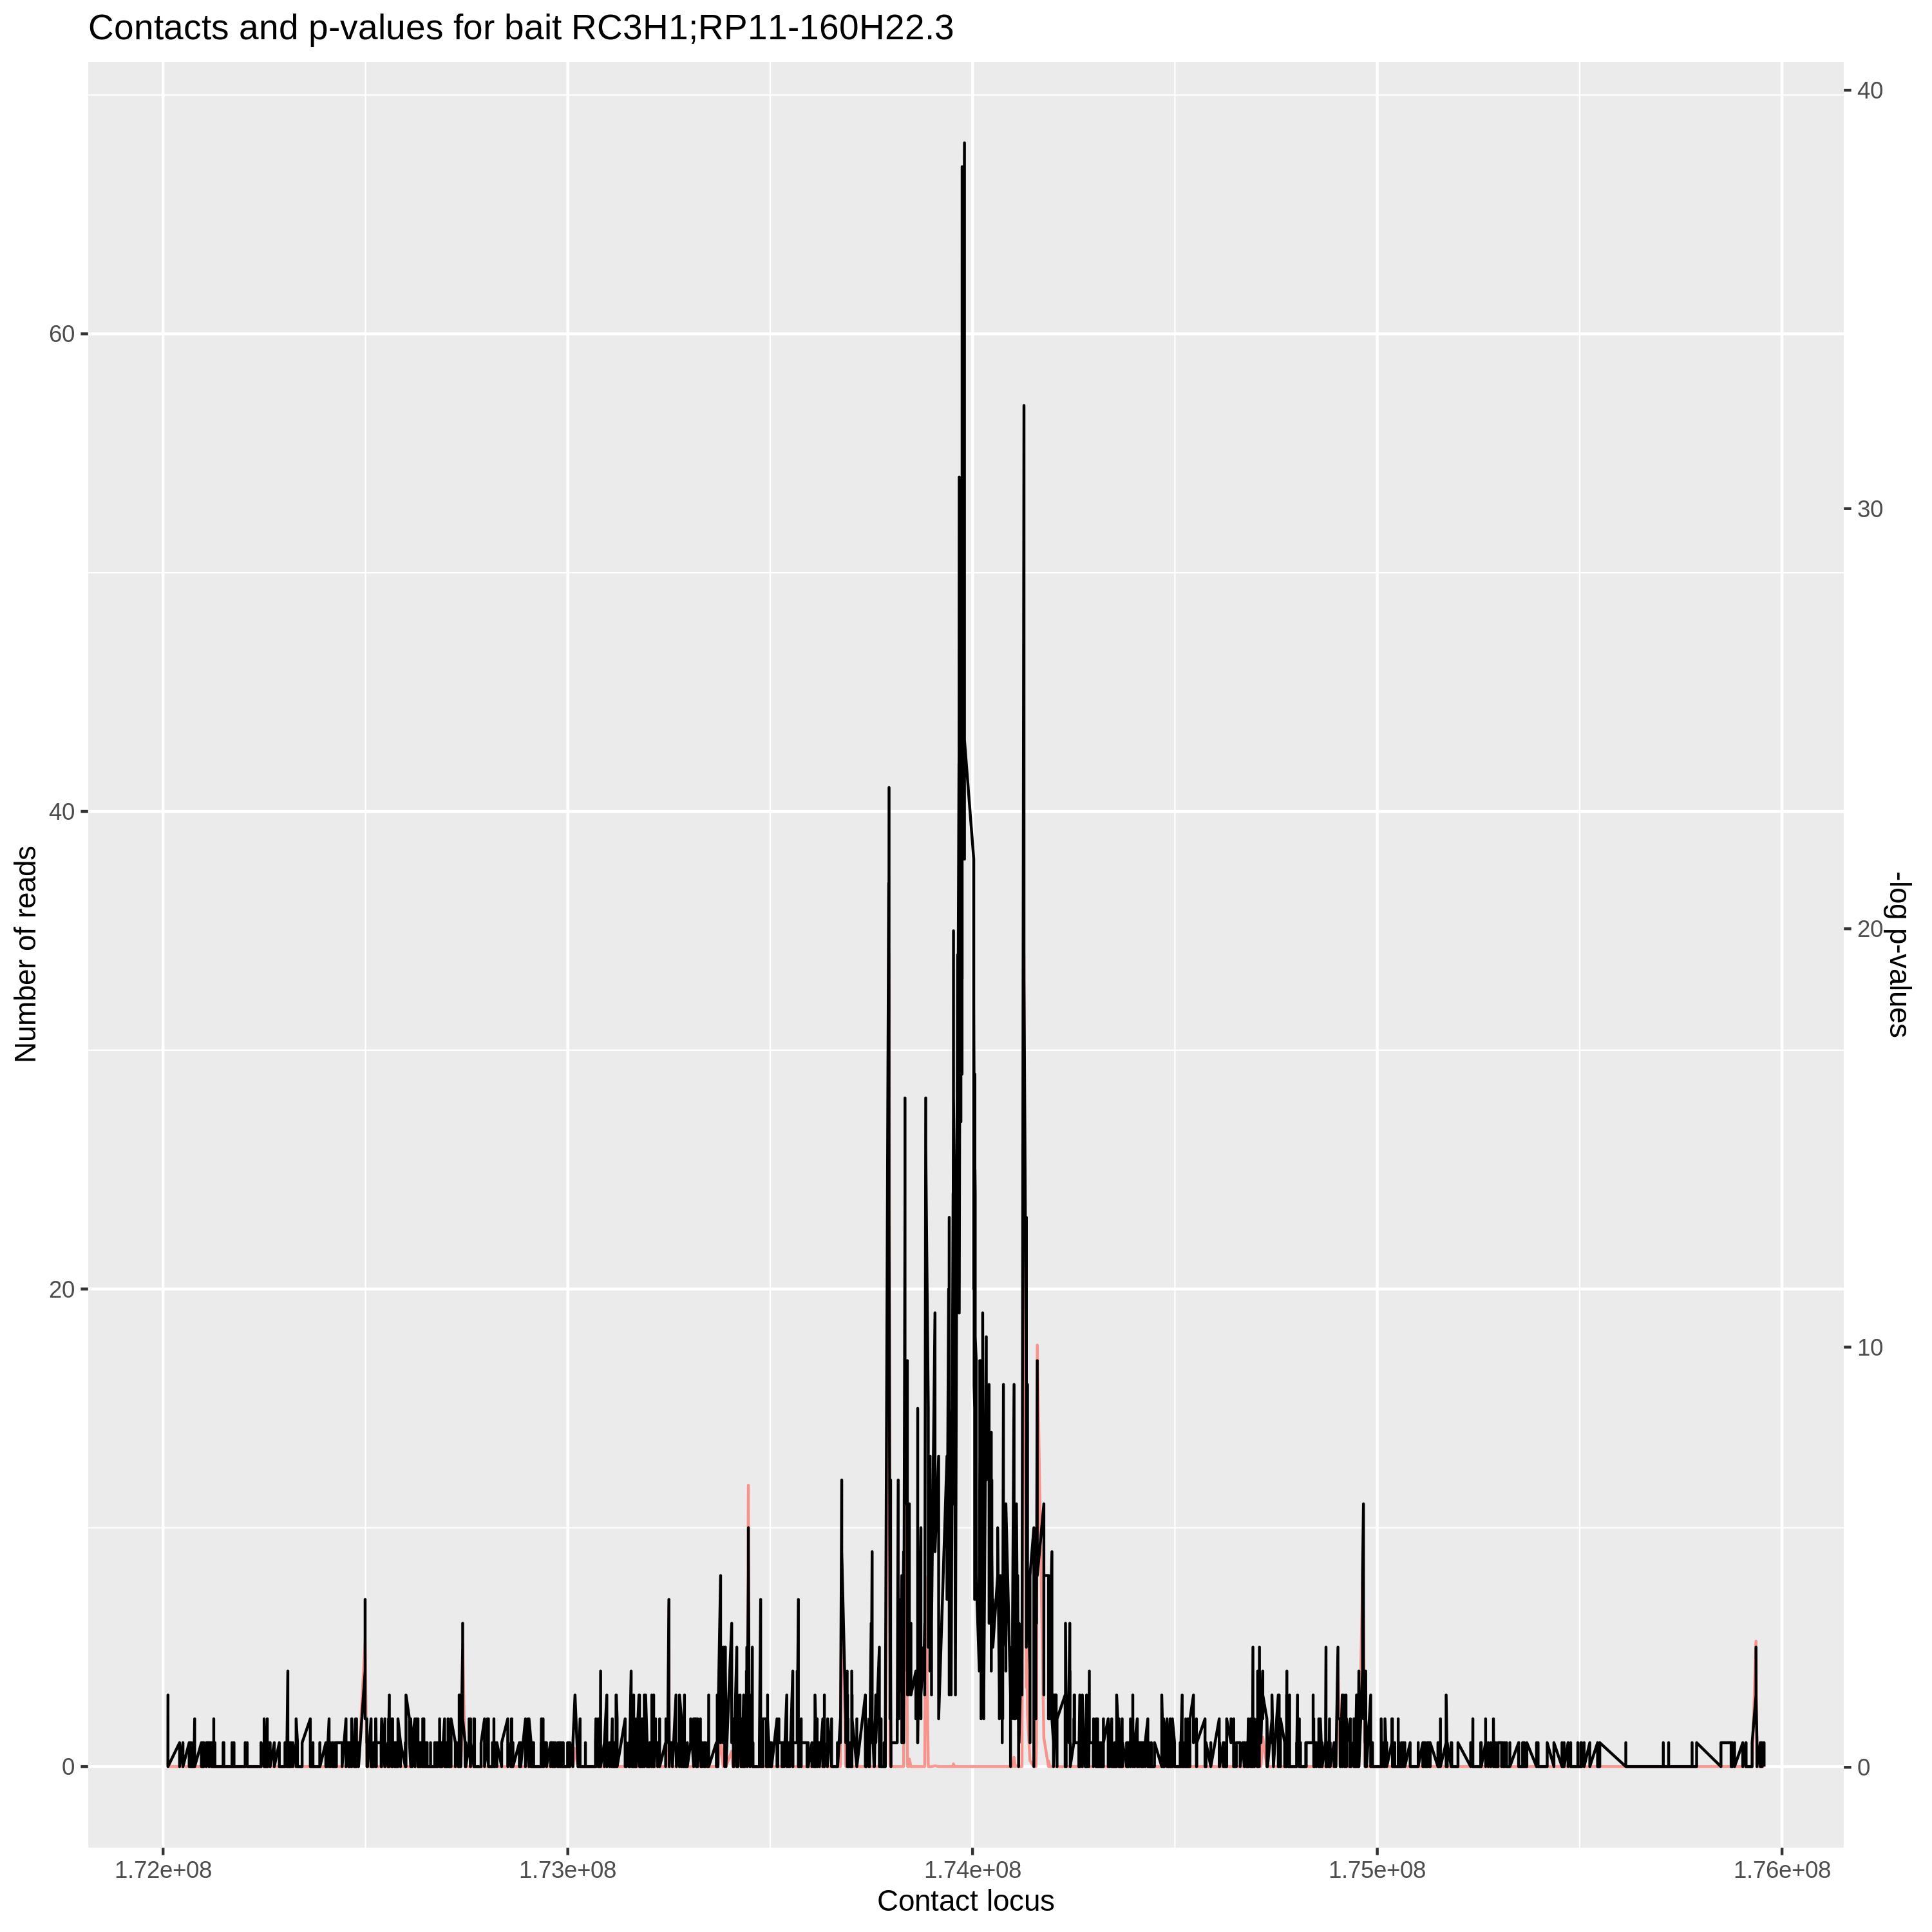 Contacts and p-values for bait RC3H1;RP11-160H22.3
Number of reads
60
40
20
0
40
30
20
10
0
-log p-values
1.72e+08
1.73e+08
1.74e+08
1.75e+08
1.76e+08
Contact locus